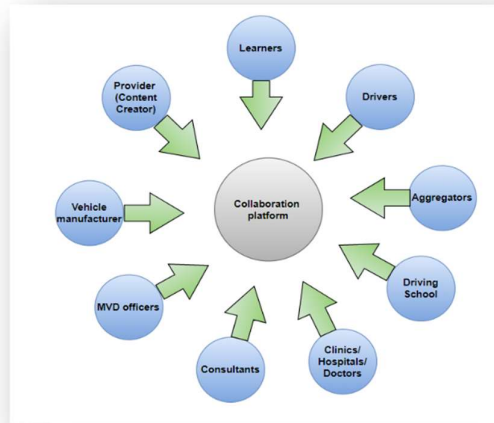 Learners
Provider
(Content
Creator)
Drivers
Vehicle
manufacturer
Collaboration
platform
Aggregators
MVD officers
Driving
School
Consultants
Clinics/
Hospitals/
Doctors